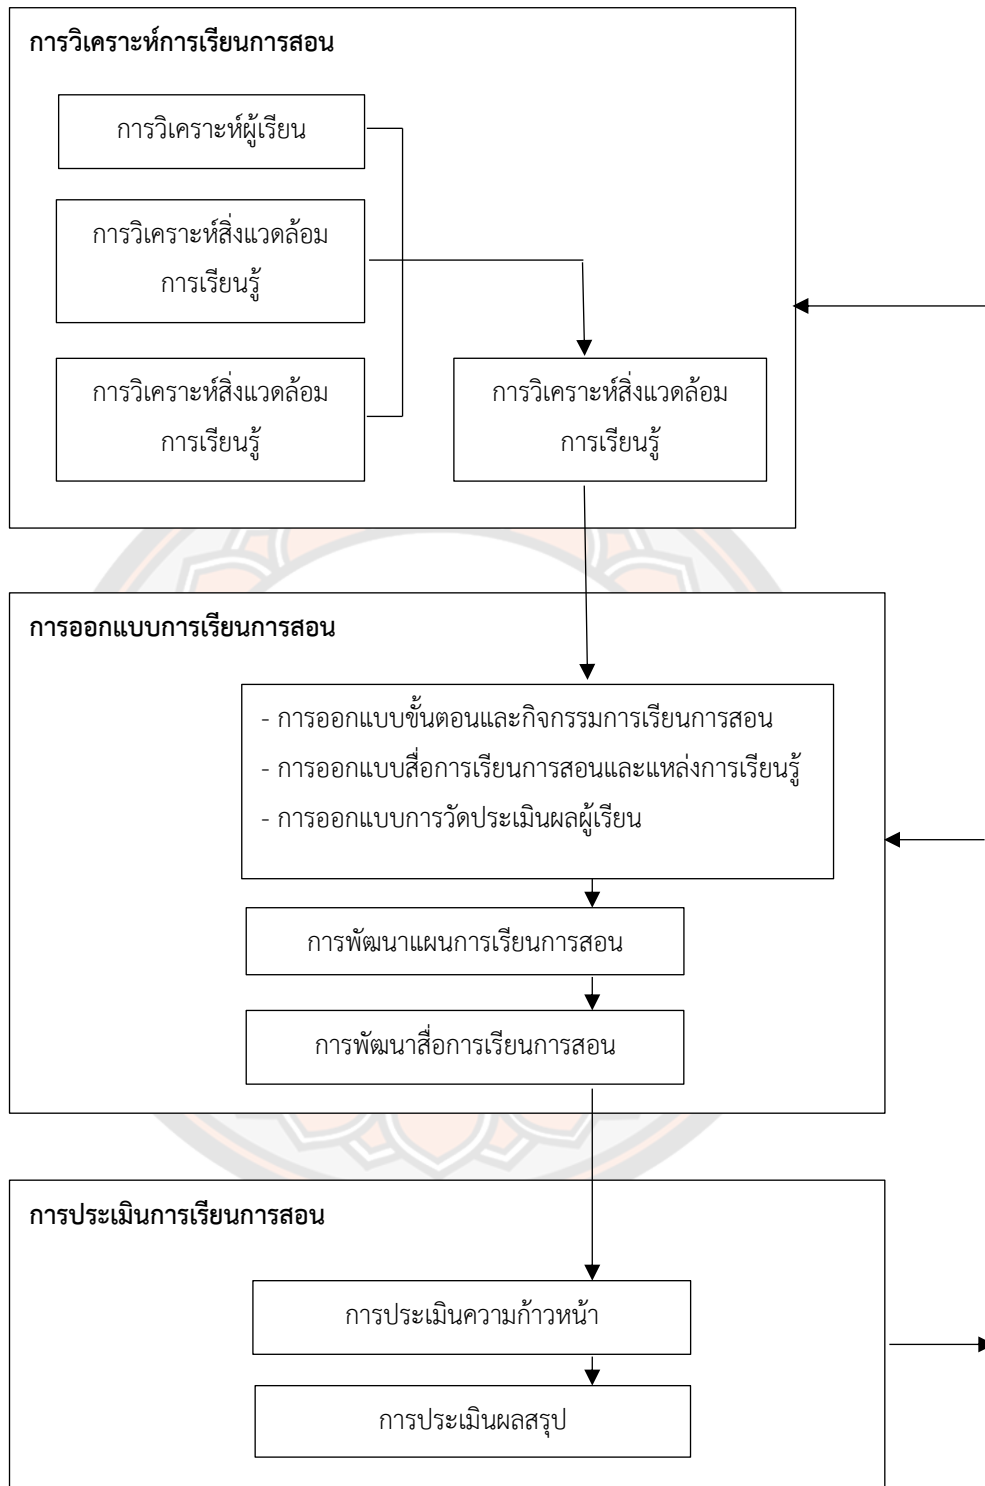 การวิเคราะห์การเรียนการสอน
การวิเคราะห์ผู้เรียน
การวิเคราะห์สิ่งแวดล้อม
การเรียนรู้
การวิเคราะห์สิ่งแวดล้อม
การเรียนรู้
การวิเคราะห์สิ่งแวดล้อม
การเรียนรู้
การออกแบบการเรียนการสอน
- การออกแบบขั้นตอนและกิจกรรมการเรียนการสอน
- การออกแบบสื่อการเรียนการสอนและแหล่งการเรียนรู้
- การออกแบบการวัดประเมินผลผู้เรียน
การพัฒนาแผนการเรียนการสอน
การพัฒนาสื่อการเรียนการสอน
การประเมินการเรียนการสอน
การประเมินความก้าวหน้า
การประเมินผลสรุป